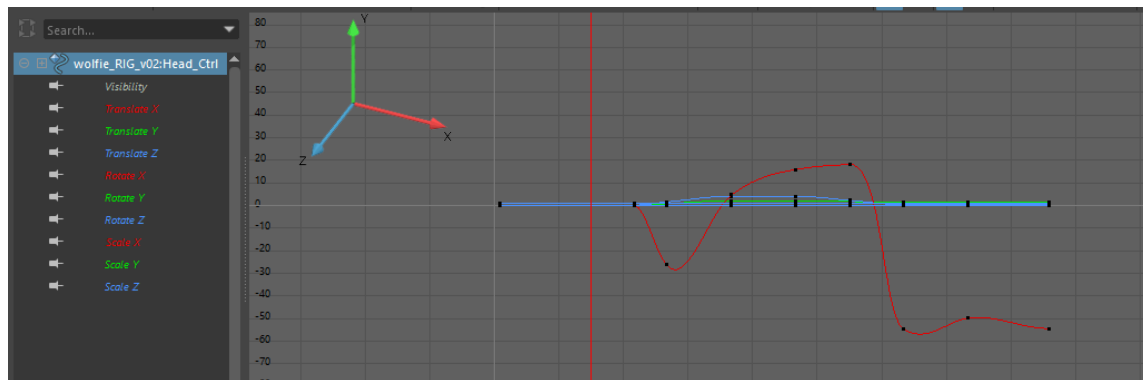 Search...
wolfie_RIG_v02:Head_Ctrl
Visibility
Translate X
Translate Y
Translate Z
Rotate X
Rotate Y
Rotate Z
Scale X
Scale Y
Scale Z
80
70
60
50
40
30
20
10
0
-10
-20
-30
-40
-50
-60
-70
Y
X
Z